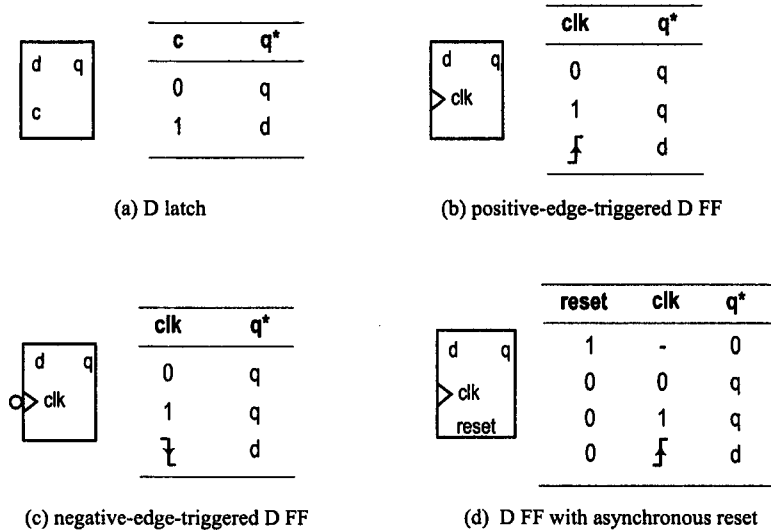 c q*
d q
0 q
c
1 d
(a) D latch
clk q*
d q
0 q
clk
1 q
d
(b) positive-edge-triggered D FF
clk q*
d q
0 q
clk
1 q
d
(c) negative-edge-triggered D FF
reset clk q*
d q
1 - 0
0 0 q
clk
0 1 q
reset
0 d
(d) D FF with asynchronous reset